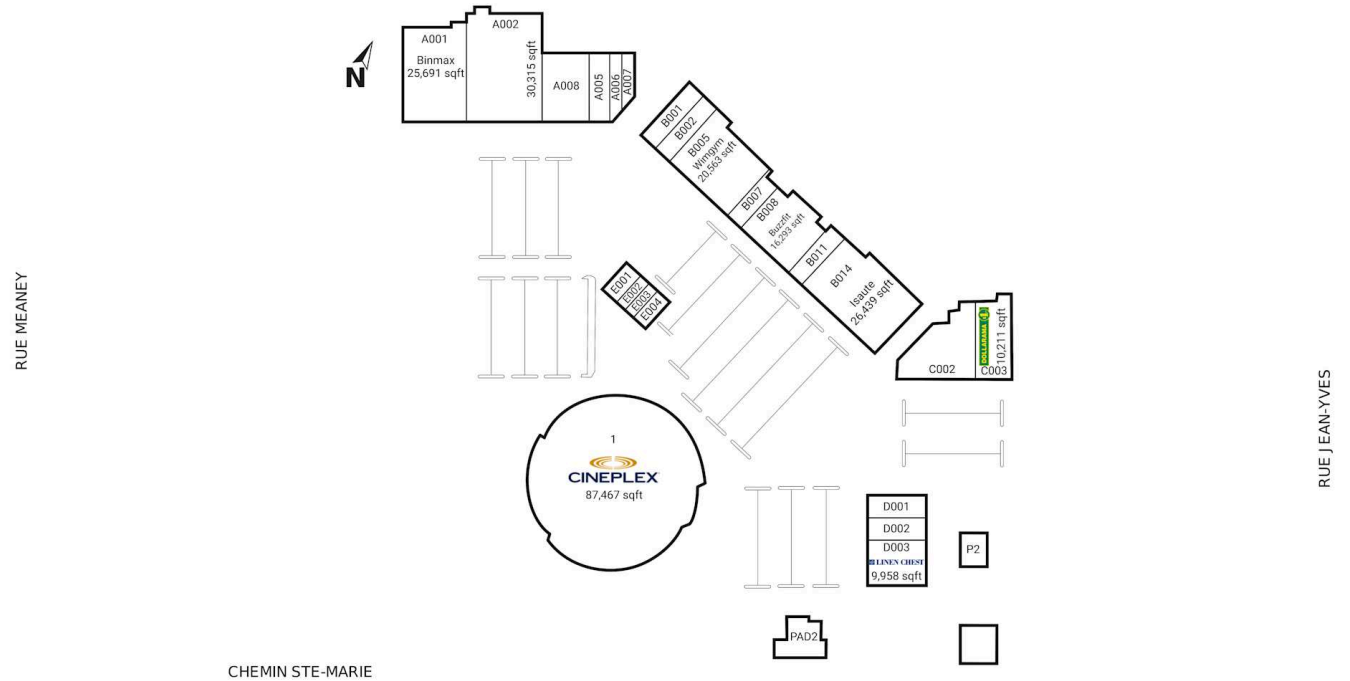 A001
Binmax
25,691 sqft
A002
30,315 sqft
A008
A005
A006
A007
N
B001
B002
B005
Wimgym
20,563 sqft
B007
B008
Buzzfit
16,293 sqft
B011
B014
Isaute
26,439 sqft
E001
E002
E003
E004
C002
DOLLARAMA
10,211 sqft
C003
RUE MEANEY
RUE JEAN-YVES
1
CINEPLEX
87,467 sqft
D001
D002
D003
LINEN CHEST
9,958 sqft
P2
PAD2
CHEMIN STE-MARIE